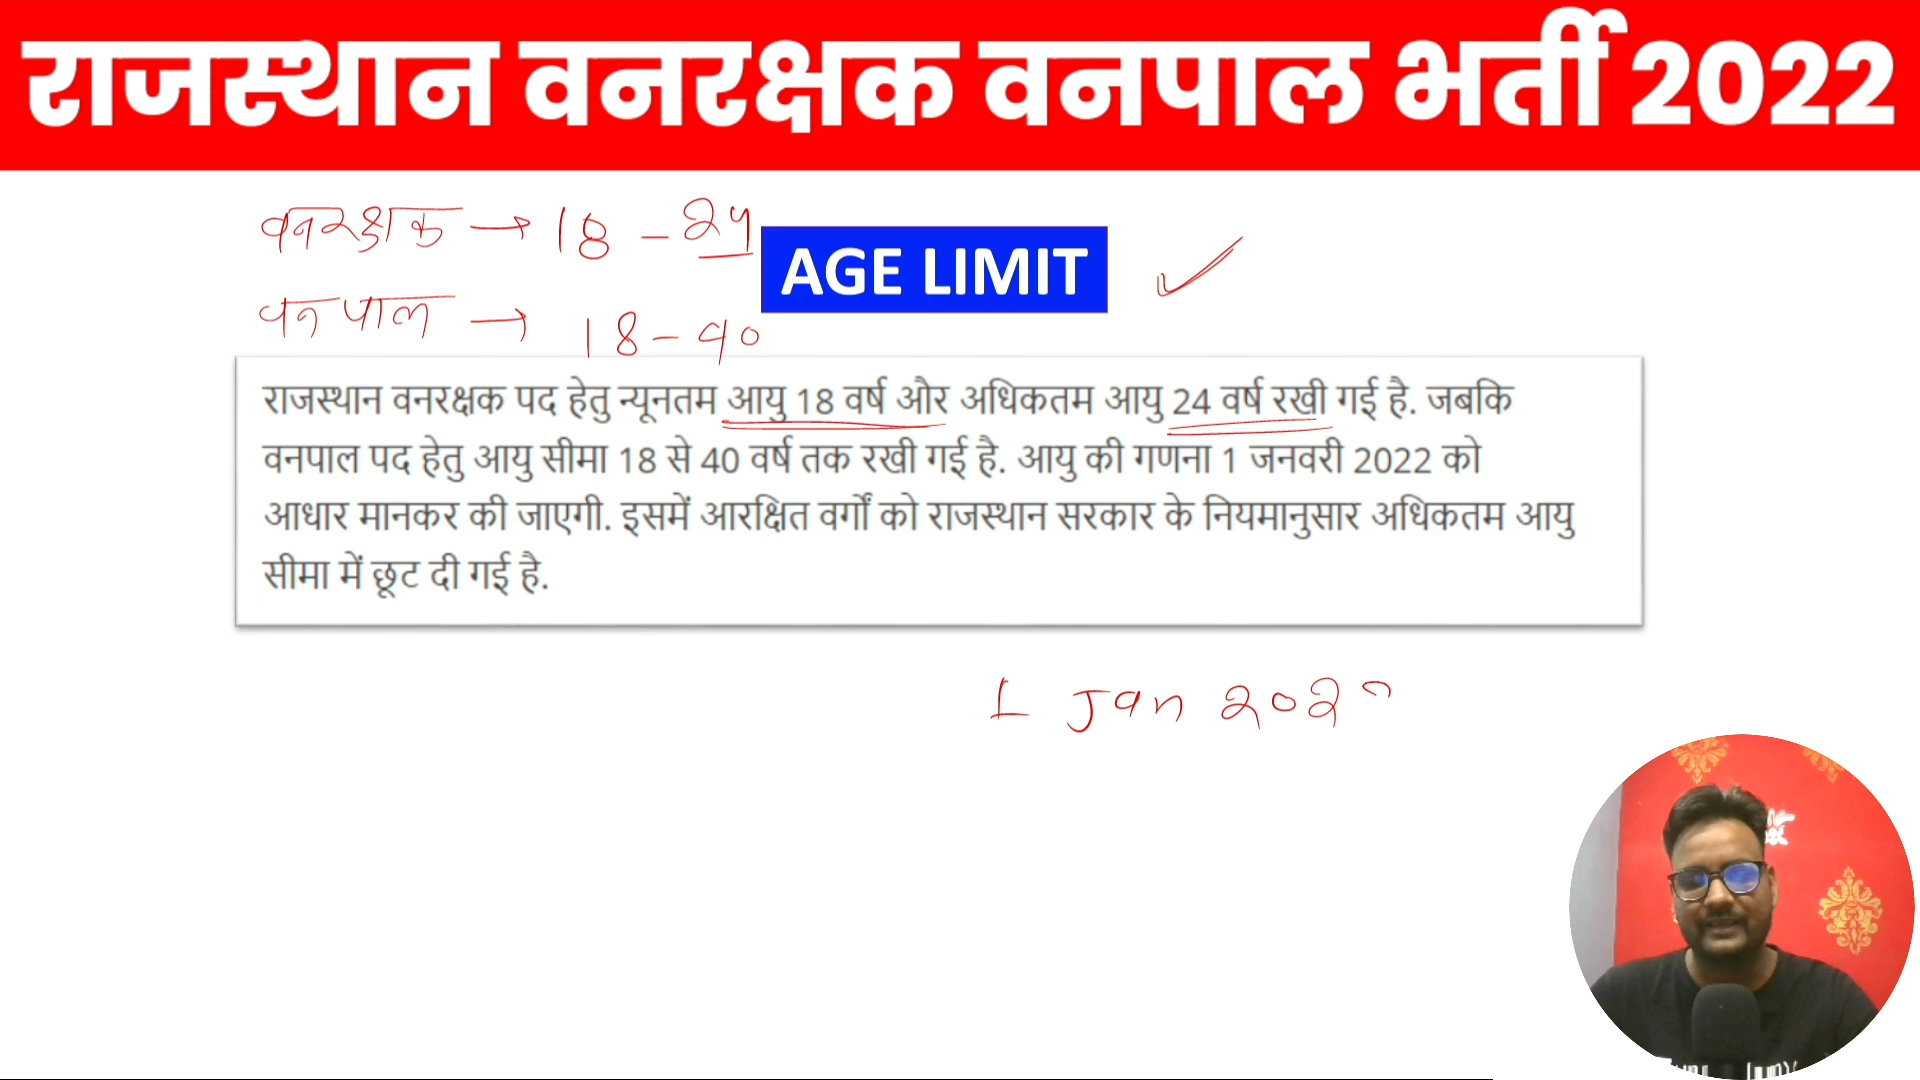 राजस्थान वनरक्षक वनपाल भर्ती 2022
वनरक्षक → 18 - 24
AGE LIMIT
वनपाल → 18 - 40
राजस्थान वनरक्षक पद हेतु न्यूनतम आयु 18 वर्ष और अधिकतम आयु 24 वर्ष रखी गई है. जबकि
वनपाल पद हेतु आयु सीमा 18 से 40 वर्ष तक रखी गई है. आयु की गणना 1 जनवरी 2022 को
आधार मानकर की जाएगी. इसमें आरक्षित वर्गों को राजस्थान सरकार के नियमानुसार अधिकतम आयु
सीमा में छूट दी गई है.
1 Jan 202